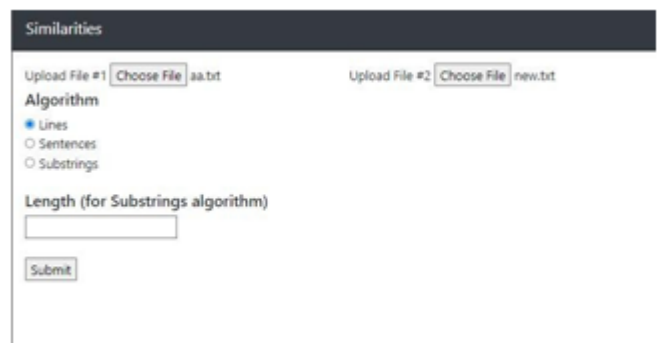 Similarities
Upload File #1 Choose File aa.txt Upload File #2 Choose File new.txt
Algorithm
Lines
Sentences
Substrings
Length (for Substrings algorithm)
Submit